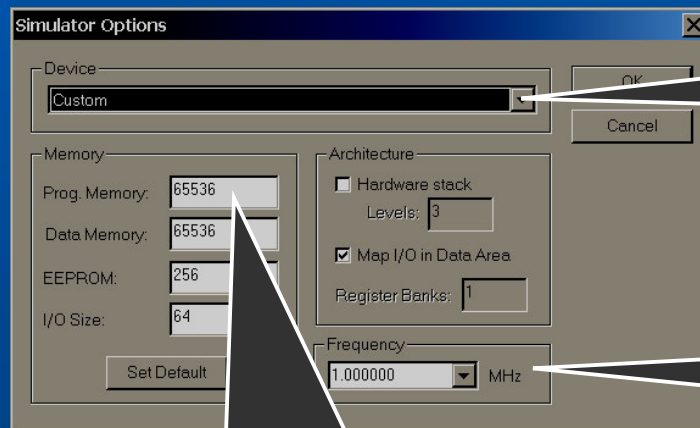 Simulator Options
Device
Custom
OK
Cancel
Memory
Prog. Memory: 65536
Data Memory: 65536
EEPROM: 256
I/O Size: 64
Set Default
Architecture
Hardware stack
Levels: 3
Map I/O in Data Area
Register Banks: 1
Frequency
1.000000 MHz